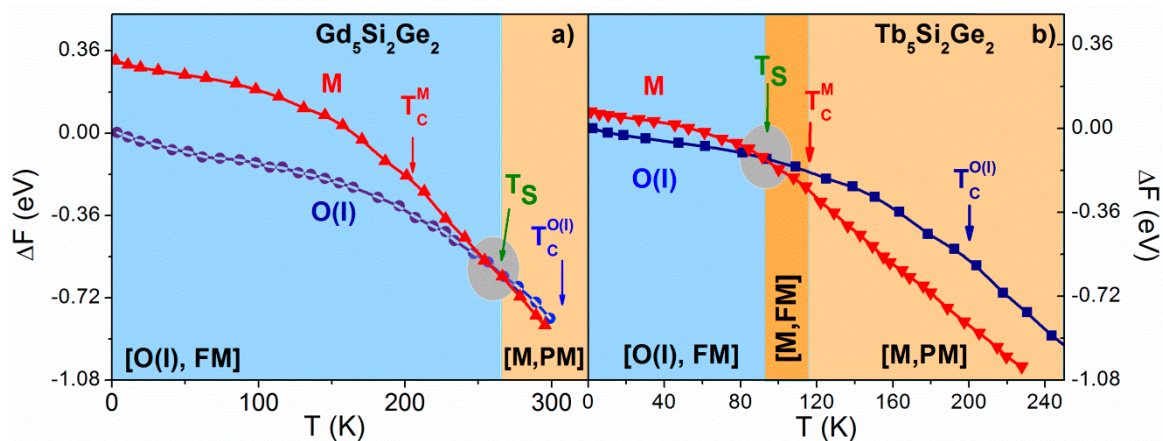 Gd₅Si₂Ge₂ a)
M
T_C^M
O(I)
T_S
T_C^O(I)
[O(I), FM] [M,PM]
0.36
0.00
-0.36
-0.72
-1.08
ΔF (eV)
0 100 200 300
T (K)
Tb₅Si₂Ge₂ b)
M
T_S
T_C^M
O(I)
T_C^O(I)
[O(I), FM] [M,FM] [M,PM]
0.36
0.00
-0.36
-0.72
-1.08
ΔF (eV)
0 40 80 120 160 200 240
T (K)